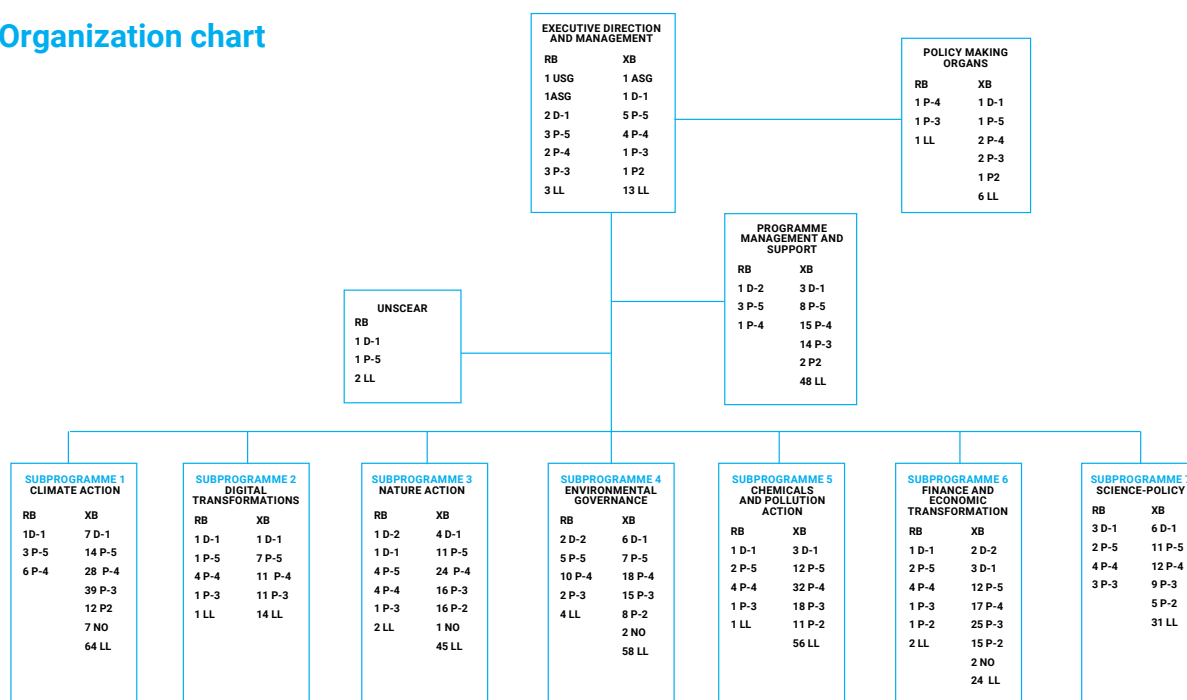 Organization chart
EXECUTIVE DIRECTION
AND MANAGEMENT
RB XB
1 USG 1 ASG
1ASG 1 D-1
2 D-1 5 P-5
3 P-5 4 P-4
2 P-4 1 P-3
3 P-3 1 P2
3 LL 13 LL
POLICY MAKING
ORGANS
RB XB
1 P-4 1 D-1
1 P-3 1 P-5
1 LL 2 P-4
2 P-3
1 P2
6 LL
PROGRAMME
MANAGEMENT AND
SUPPORT
RB XB
1 D-2 3 D-1
3 P-5 8 P-5
1 P-4 15 P-4
14 P-3
2 P2
48 LL
UNSCEAR
RB
1 D-1
1 P-5
2 LL
SUBPROGRAMME 1
CLIMATE ACTION
RB XB
1D-1 7 D-1
3 P-5 14 P-5
6 P-4 28 P-4
39 P-3
12 P2
7 NO
64 LL
SUBPROGRAMME 2
DIGITAL
TRANSFORMATIONS
RB XB
1 D-1 1 D-1
1 P-5 7 P-5
4 P-4 11 P-4
1 P-3 11 P-3
1 LL 14 LL
SUBPROGRAMME 3
NATURE ACTION
RB XB
1 D-2 4 D-1
1 D-1 11 P-5
4 P-5 24 P-4
4 P-4 16 P-3
1 P-3 16 P-2
2 LL 1 NO
45 LL
SUBPROGRAMME 4
ENVIRONMENTAL
GOVERNANCE
RB XB
2 D-2 6 D-1
5 P-5 7 P-5
10 P-4 18 P-4
2 P-3 15 P-3
4 LL 8 P-2
2 NO
58 LL
SUBPROGRAMME 5
CHEMICALS
AND POLLUTION
ACTION
RB XB
1 D-1 3 D-1
2 P-5 12 P-5
4 P-4 32 P-4
1 P-3 18 P-3
1 LL 11 P-2
56 LL
SUBPROGRAMME 6
FINANCE AND
ECONOMIC
TRANSFORMATION
RB XB
1 D-1 2 D-2
2 P-5 3 D-1
4 P-4 12 P-5
1 P-3 17 P-4
1 P-2 25 P-3
2 LL 15 P-2
2 NO
24 LL
SUBPROGRAMME 7
SCIENCE-POLICY
RB XB
3 D-1 6 D-1
2 P-5 11 P-5
4 P-4 12 P-4
3 P-3 9 P-3
5 P-2
31 LL